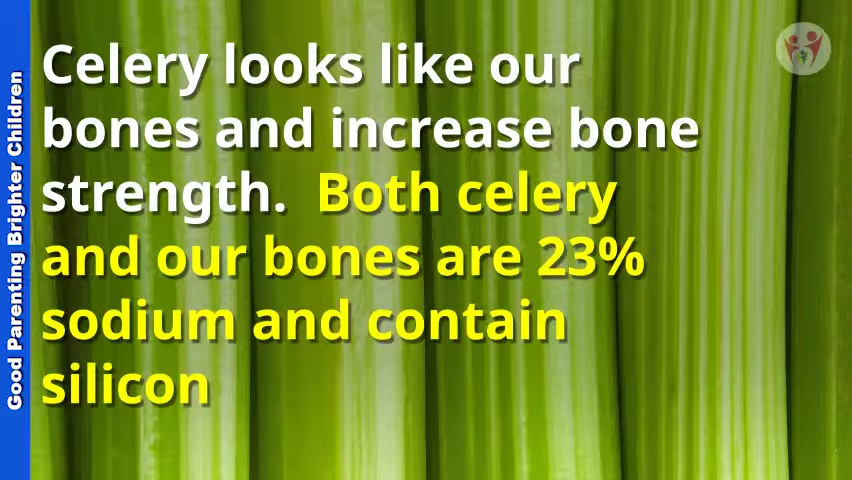 Celery looks like our
bones and increase bone
strength. Both celery
and our bones are 23%
sodium and contain
silicon
Good Parenting Brighter Children